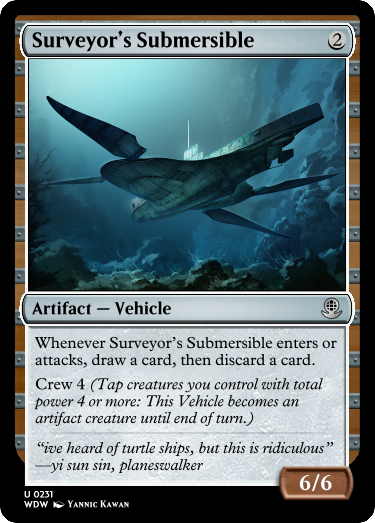 Surveyor's Submersible 2
Artifact — Vehicle
Whenever Surveyor's Submersible enters or
attacks, draw a card, then discard a card.
Crew 4 (Tap creatures you control with total
power 4 or more: This Vehicle becomes an
artifact creature until end of turn.)
“ive heard of turtle ships, but this is ridiculous”
—yi sun sin, planeswalker
6/6
U 0231
WDW Yannic Kawan